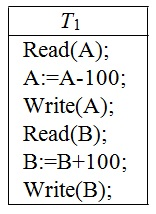 T1
Read(A);
A:=A-100;
Write(A);
Read(B);
B:=B+100;
Write(B);